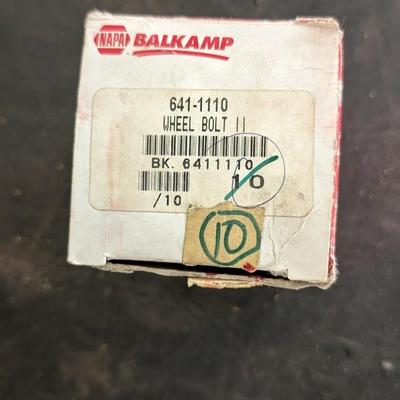 NAPA BALKAMP
641-1110
WHEEL BOLT II
BK. 6411110
10
/10
10